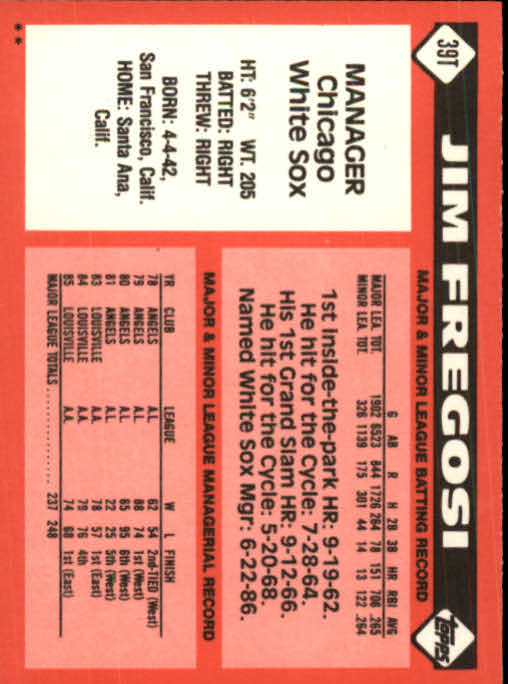 39T
JIM FREGOSI
topps
MANAGER
Chicago
White Sox
HT: 6'2" WT. 205
BATTED: RIGHT
THREW: RIGHT
BORN: 4-4-42,
San Francisco, Calif.
HOME: Santa Ana,
Calif.
**
MAJOR & MINOR LEAGUE BATTING RECORD
G AB R H 2B 3B HR RBI AVG
MAJOR LEA. TOT. 1902 6523 844 1726 264 78 151 706 .265
MINOR LEA. TOT. 326 1139 175 301 44 14 13 122 .264
1st Inside-the-park HR: 9-19-62.
He hit for the Cycle: 7-28-64.
His 1st Grand Slam HR: 9-12-66.
He hit for the Cycle: 5-20-68.
Named White Sox Mgr: 6-22-86.
MAJOR & MINOR LEAGUE MANAGERIAL RECORD
YR CLUB LEAGUE W L FINISH
78 ANGELS A.L. 62 54 2nd-TIED (West)
79 ANGELS A.L. 88 74 1st (West)
80 ANGELS A.L. 65 95 6th (West)
81 ANGELS A.L. 22 25 5th (West)
83 LOUISVILLE A.A. 78 57 1st (East)
84 LOUISVILLE A.A. 79 76 4th
85 LOUISVILLE A.A. 74 68 1st (East)
MAJOR LEAGUE TOTALS ..... 237 248